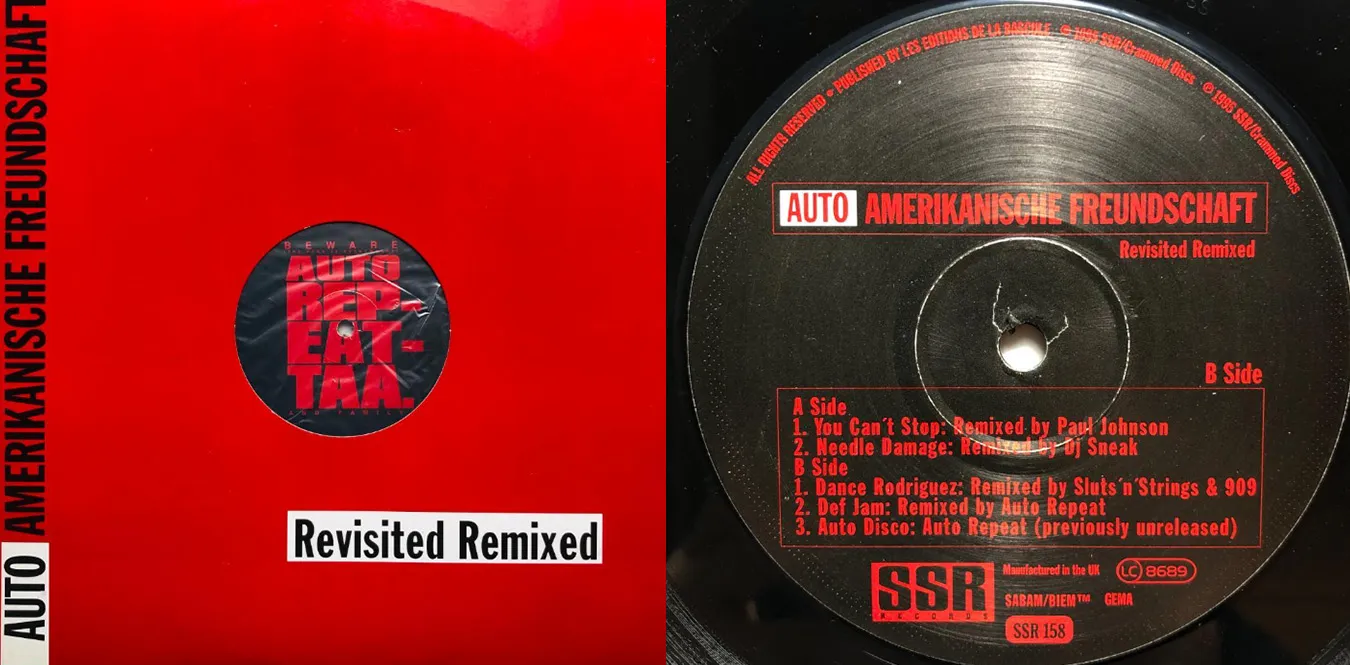 AUTO AMERIKANISCHE FREUNDSCHAFT
BEWARE
AUTO
REP-
EAT-
TAA.
AND FAMILY
Revisited Remixed
ALL RIGHTS RESERVED • PUBLISHED BY LES EDITIONS DE LA BASCULE © 1995 SSR/Crammed Discs ℗ 1995 SSR/Crammed Discs
AUTO AMERIKANISCHE FREUNDSCHAFT
Revisited Remixed
B Side
A Side
1. You Can´t Stop: Remixed by Paul Johnson
2. Needle Damage: Remixed by Dj Sneak
B Side
1. Dance Rodriguez: Remixed by Sluts´n´Strings & 909
2. Def Jam: Remixed by Auto Repeat
3. Auto Disco: Auto Repeat (previously unreleased)
SSR
RECORDS
Manufactured in the UK
LC 8689
SABAM/BIEM™ GEMA
SSR 158